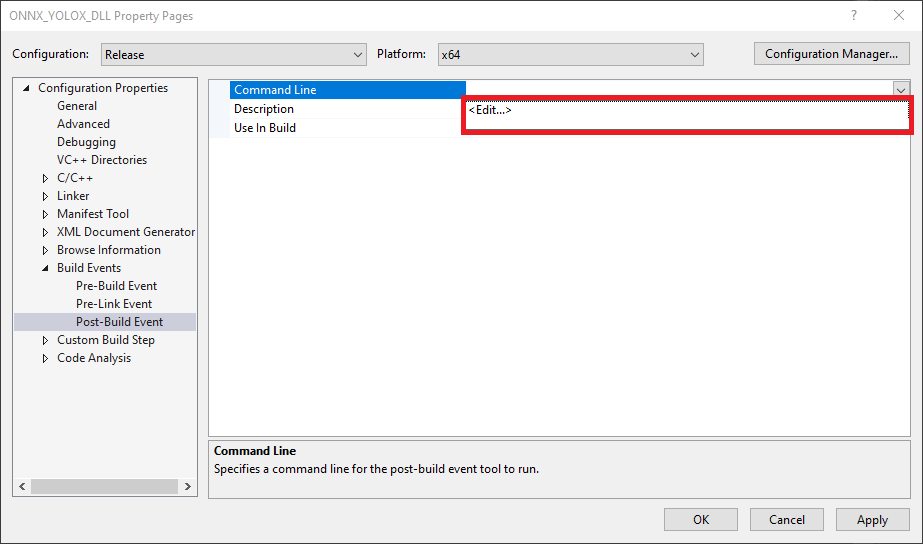 ONNX_YOLOX_DLL Property Pages
?
Configuration: Release Platform: x64 Configuration Manager...
Configuration Properties
General
Advanced
Debugging
VC++ Directories
C/C++
Linker
Manifest Tool
XML Document Generator
Browse Information
Build Events
Pre-Build Event
Pre-Link Event
Post-Build Event
Custom Build Step
Code Analysis
Command Line
Description
<Edit...>
Use In Build
Command Line
Specifies a command line for the post-build event tool to run.
OK Cancel Apply